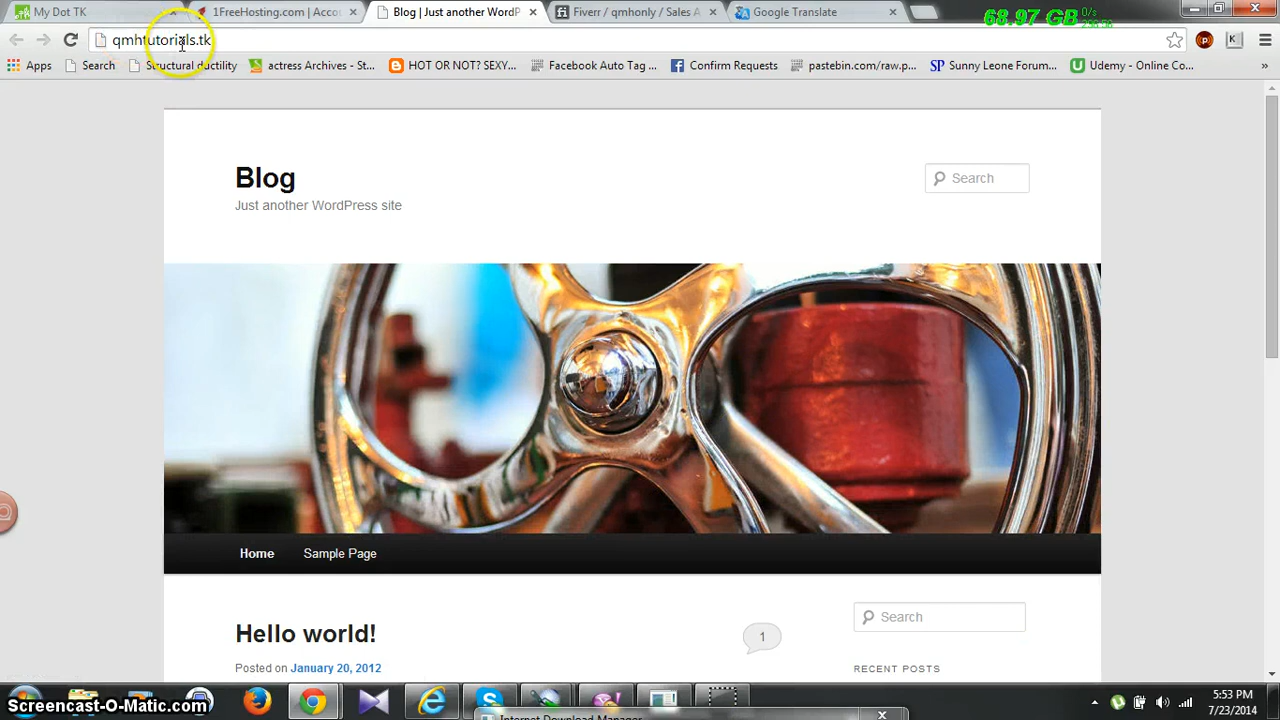 My Dot TK
1FreeHosting.com | Acco
Blog | Just another WordP
Fiverr / qmhonly / Sales A
Google Translate
68.97 GB 0/s
qmhtutorials.tk
Apps
Search
Structural ductility
actress Archives - St...
HOT OR NOT? SEXY...
Facebook Auto Tag ...
Confirm Requests
pastebin.com/raw.p...
SP Sunny Leone Forum...
Udemy - Online Co...
»
Blog
Search
Just another WordPress site
Home
Sample Page
Hello world!
1
Search
Posted on January 20, 2012
RECENT POSTS
5:53 PM
7/23/2014
Screencast-O-Matic.com
Internet Download Manager